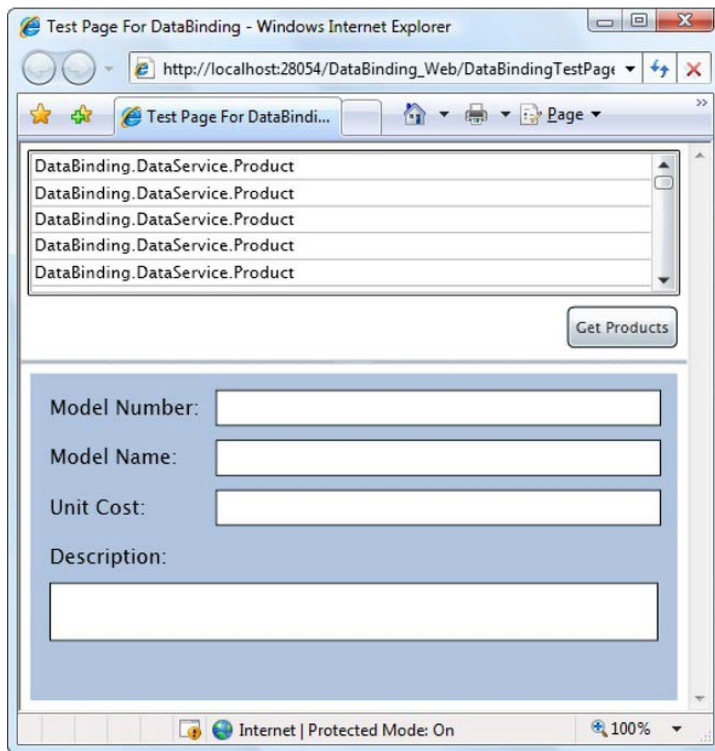 Test Page For DataBinding - Windows Internet Explorer
http://localhost:28054/DataBinding_Web/DataBindingTestPage
Test Page For DataBindi...
Page
DataBinding.DataService.Product
DataBinding.DataService.Product
DataBinding.DataService.Product
DataBinding.DataService.Product
DataBinding.DataService.Product
Get Products
Model Number:
Model Name:
Unit Cost:
Description:
Internet | Protected Mode: On
100%